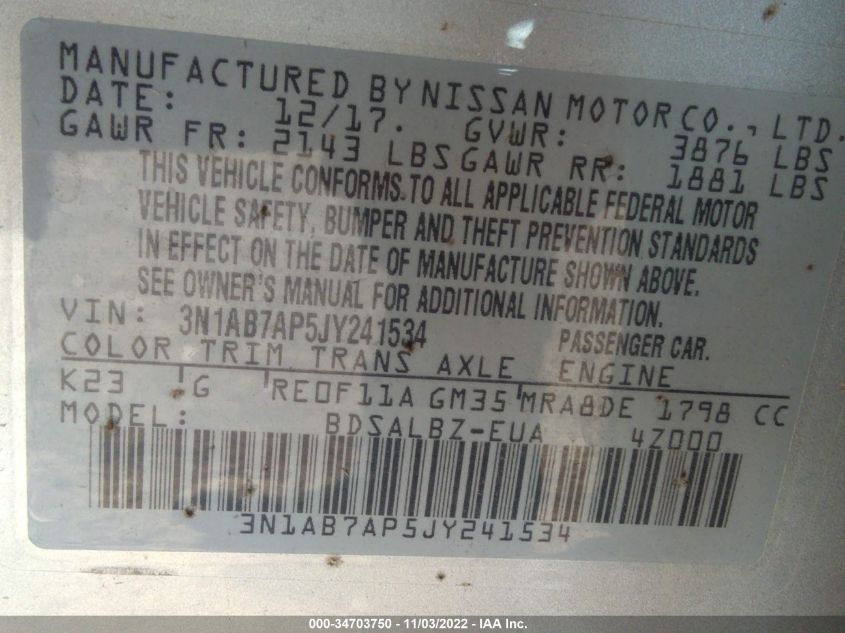 MANUFACTURED BY NISSAN MOTOR CO., LTD.
DATE: 12/17. GVWR: 3876 LBS
GAWR FR: 2143 LBS GAWR RR: 1881 LBS
THIS VEHICLE CONFORMS TO ALL APPLICABLE FEDERAL MOTOR
VEHICLE SAFETY, BUMPER AND THEFT PREVENTION STANDARDS
IN EFFECT ON THE DATE OF MANUFACTURE SHOWN ABOVE.
SEE OWNER'S MANUAL FOR ADDITIONAL INFORMATION.
VIN: 3N1AB7AP5JY241534 PASSENGER CAR.
COLOR TRIM TRANS AXLE ENGINE
K23 G RE0F11A GM35 MRA8DE 1798 CC
MODEL: BDSALBZ-EUA 4Z000
3N1AB7AP5JY241534
000-34703750 - 11/03/2022 - IAA Inc.